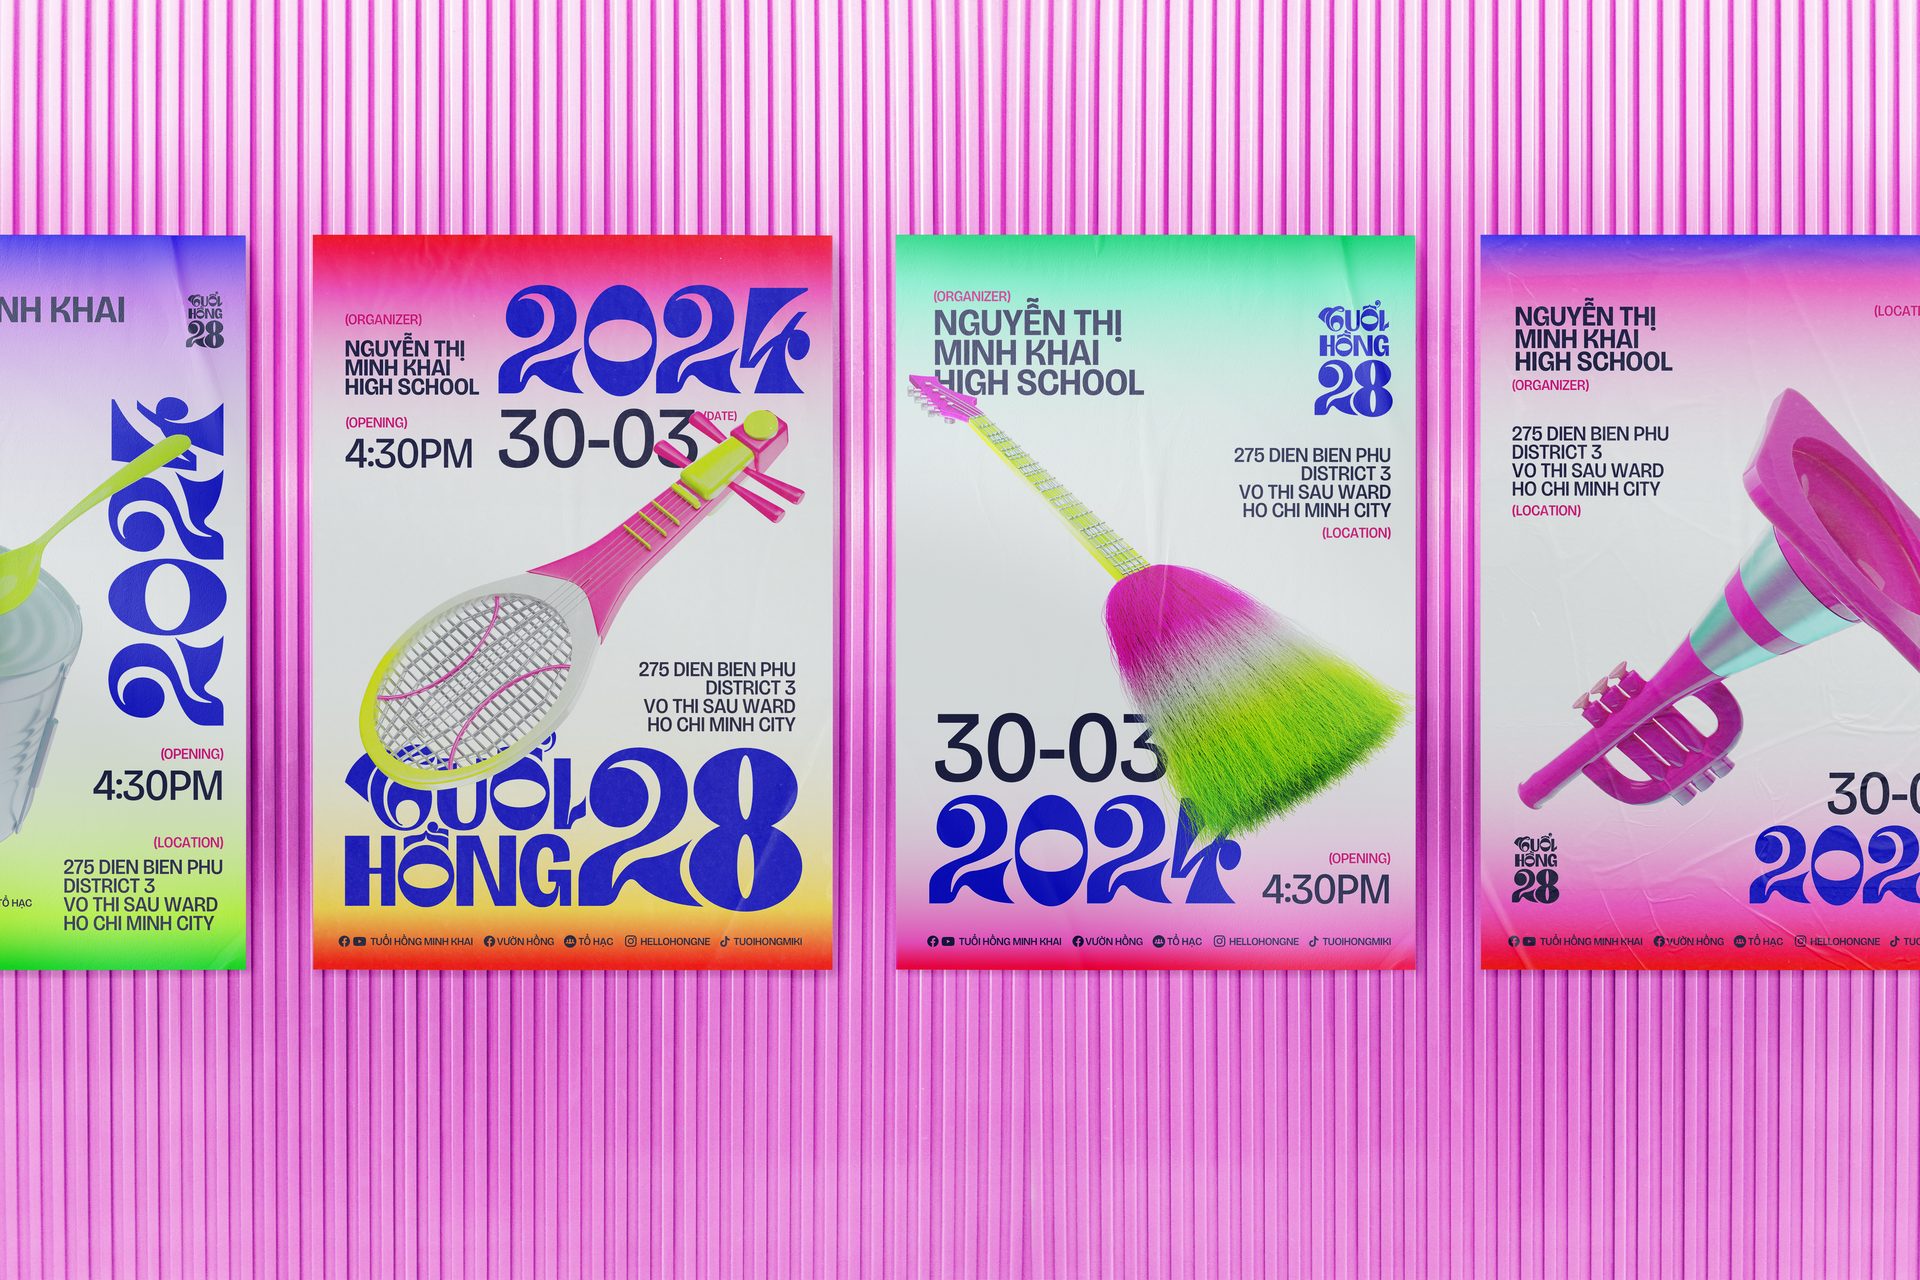 NH KHAI
TUỔI
HỒNG
28
2024
(OPENING)
4:30PM
(LOCATION)
275 DIEN BIEN PHU
DISTRICT 3
VO THI SAU WARD
HO CHI MINH CITY
TỔ HẠC
(ORGANIZER)
NGUYỄN THỊ
MINH KHAI
HIGH SCHOOL
2024
(OPENING)
4:30PM
30-03
(DATE)
275 DIEN BIEN PHU
DISTRICT 3
VO THI SAU WARD
HO CHI MINH CITY
TUỔI
HỒNG
28
TUỔI HỒNG MINH KHAI VƯỜN HỒNG TỔ HẠC HELLOHONGNE TUOIHONGMIKI
(ORGANIZER)
NGUYỄN THỊ
MINH KHAI
HIGH SCHOOL
TUỔI
HỒNG
28
275 DIEN BIEN PHU
DISTRICT 3
VO THI SAU WARD
HO CHI MINH CITY
(LOCATION)
30-03
2024
(OPENING)
4:30PM
TUỔI HỒNG MINH KHAI VƯỜN HỒNG TỔ HẠC HELLOHONGNE TUOIHONGMIKI
NGUYỄN THỊ
MINH KHAI
HIGH SCHOOL
(ORGANIZER)
(LOCATI
275 DIEN BIEN PHU
DISTRICT 3
VO THI SAU WARD
HO CHI MINH CITY
(LOCATION)
30-0
202
TUỔI
HỒNG
28
TUỔI HỒNG MINH KHAI VƯỜN HỒNG TỔ HẠC HELLOHONGNE TUO